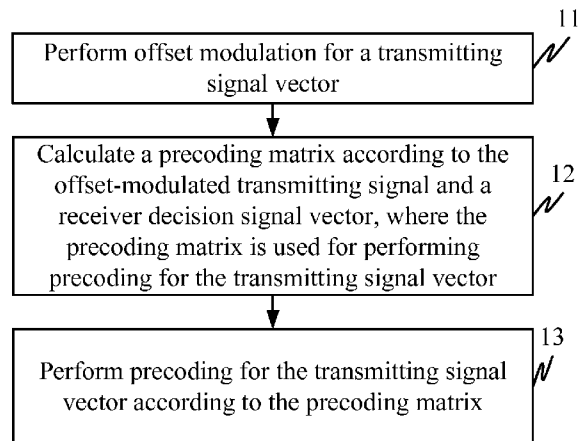 11
Perform offset modulation for a transmitting
signal vector
12
Calculate a precoding matrix according to the
offset-modulated transmitting signal and a
receiver decision signal vector, where the
precoding matrix is used for performing
precoding for the transmitting signal vector
13
Perform precoding for the transmitting signal
vector according to the precoding matrix